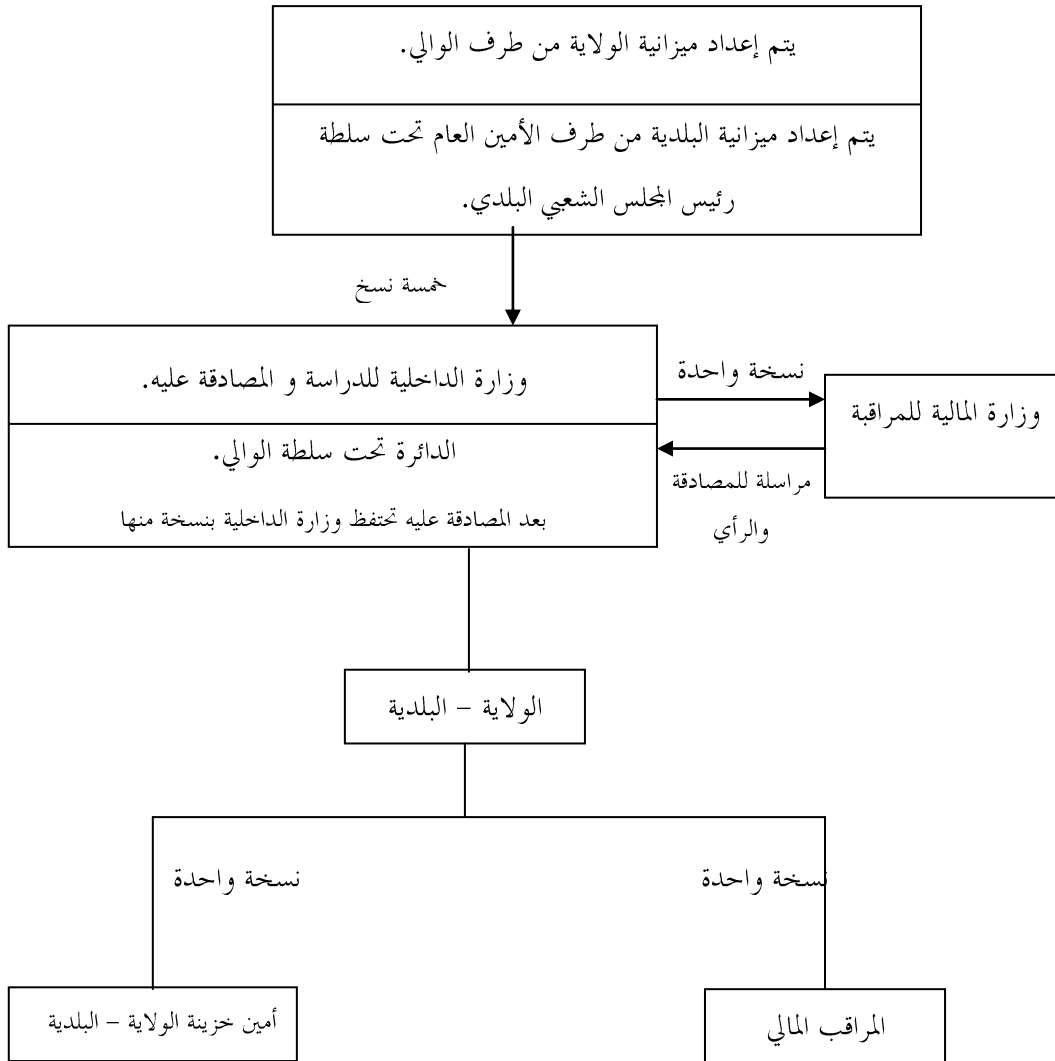 يتم إعداد ميزانية الولاية من طرف الوالي.
يتم إعداد ميزانية البلدية من طرف الأمين العام تحت سلطة
رئيس المجلس الشعبي البلدي.
خمسة نسخ
وزارة الداخلية للدراسة و المصادقة عليه.
الدائرة تحت سلطة الوالي.
بعد المصادقة عليه تحتفظ وزارة الداخلية بنسخة منها
نسخة واحدة
وزارة المالية للمراقبة
مراسلة للمصادقة
والرأي
الولاية – البلدية
نسخة واحدة
نسخة واحدة
المراقب المالي
أمين خزينة الولاية – البلدية